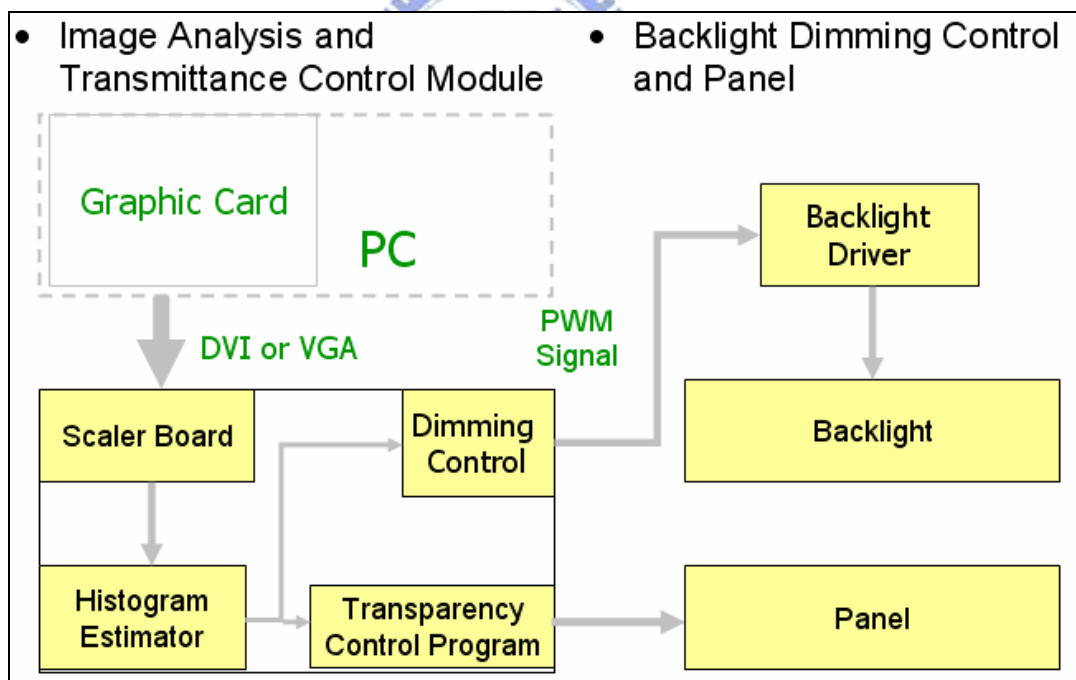 • Image Analysis and
Transmittance Control Module
• Backlight Dimming Control
and Panel
Graphic Card
PC
DVI or VGA
PWM
Signal
Backlight
Driver
Scaler Board
Dimming
Control
Backlight
Histogram
Estimator
Transparency
Control Program
Panel